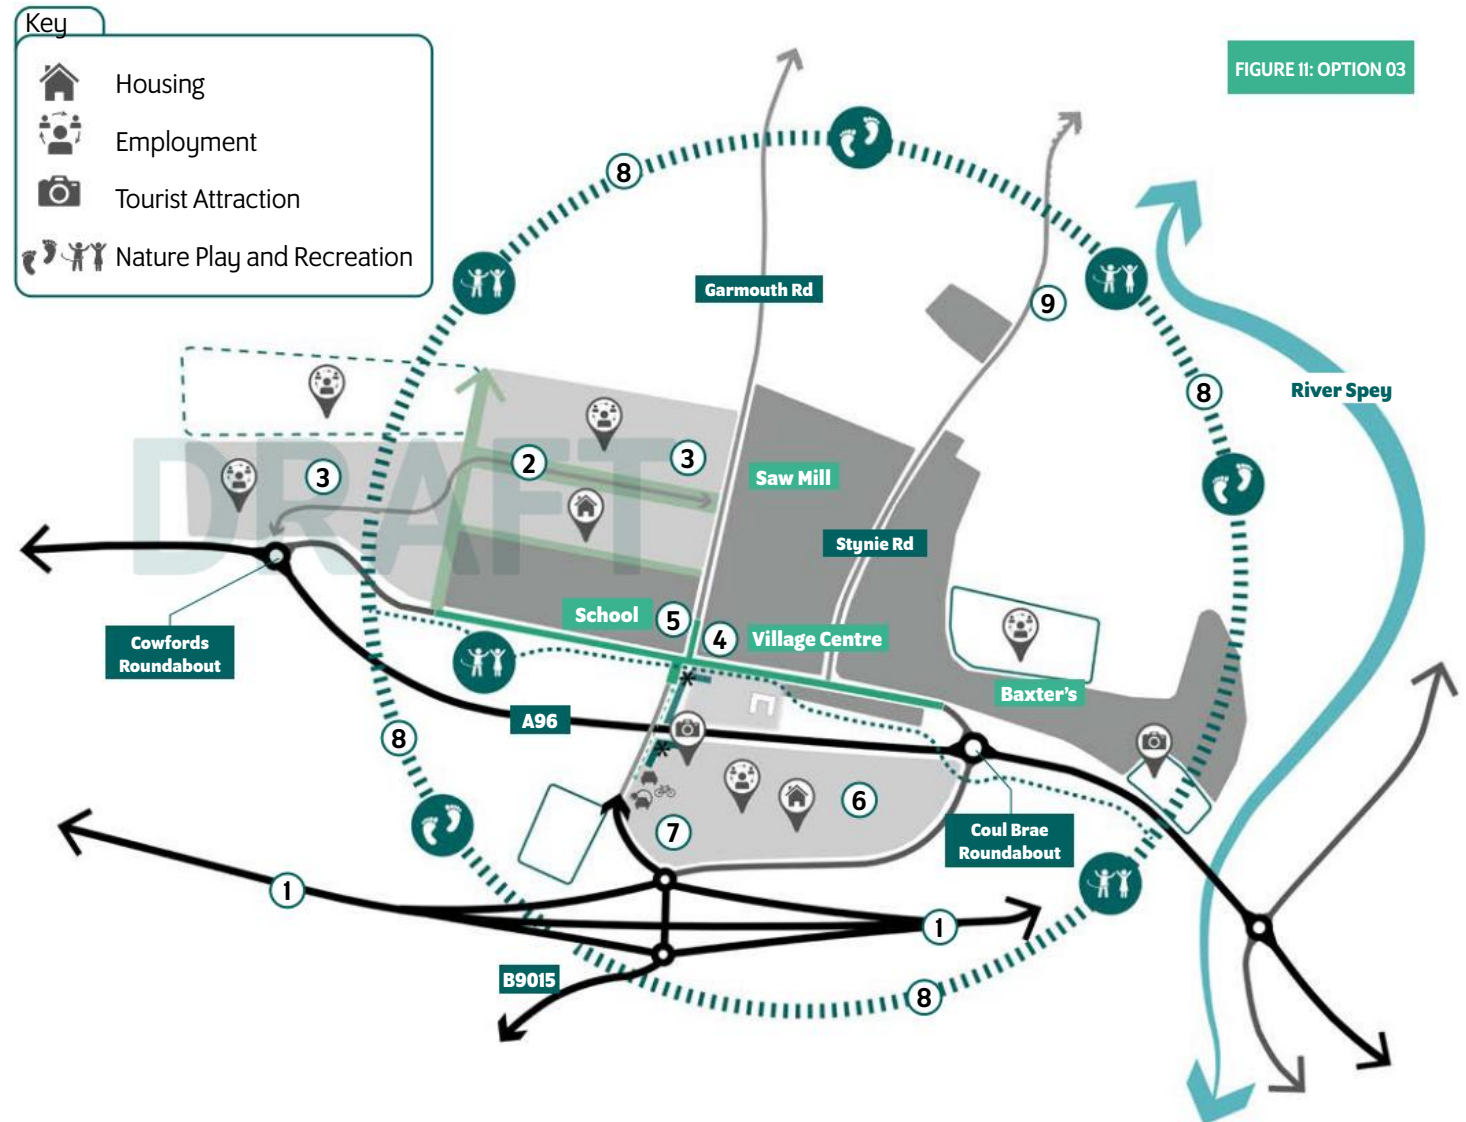 Key
Housing
Employment
Tourist Attraction
Nature Play and Recreation
FIGURE 11: OPTION 03
8
Garmouth Rd
9
8
River Spey
DRAFT
3
2
3
Saw Mill
Stynie Rd
School
5
4
Village Centre
Cowfords
Roundabout
Baxter's
A96
8
6
7
Coul Brae
Roundabout
1
1
B9015
8